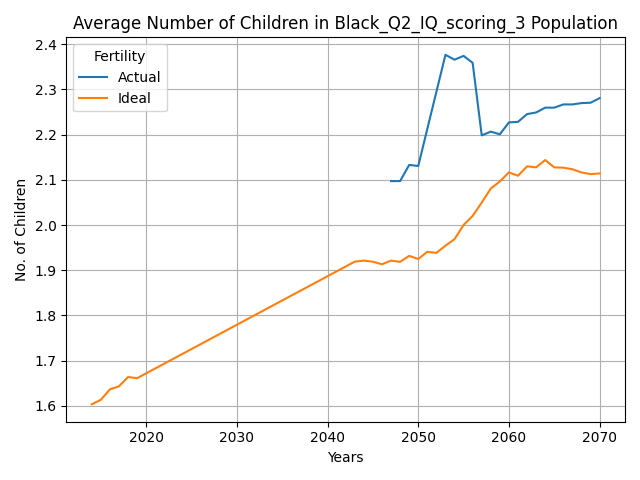 Average Number of Children in Black_Q2_IQ_scoring_3 Population
Fertility
Actual
Ideal
No. of Children
2.4
2.3
2.2
2.1
2.0
1.9
1.8
1.7
1.6
2020 2030 2040 2050 2060 2070
Years